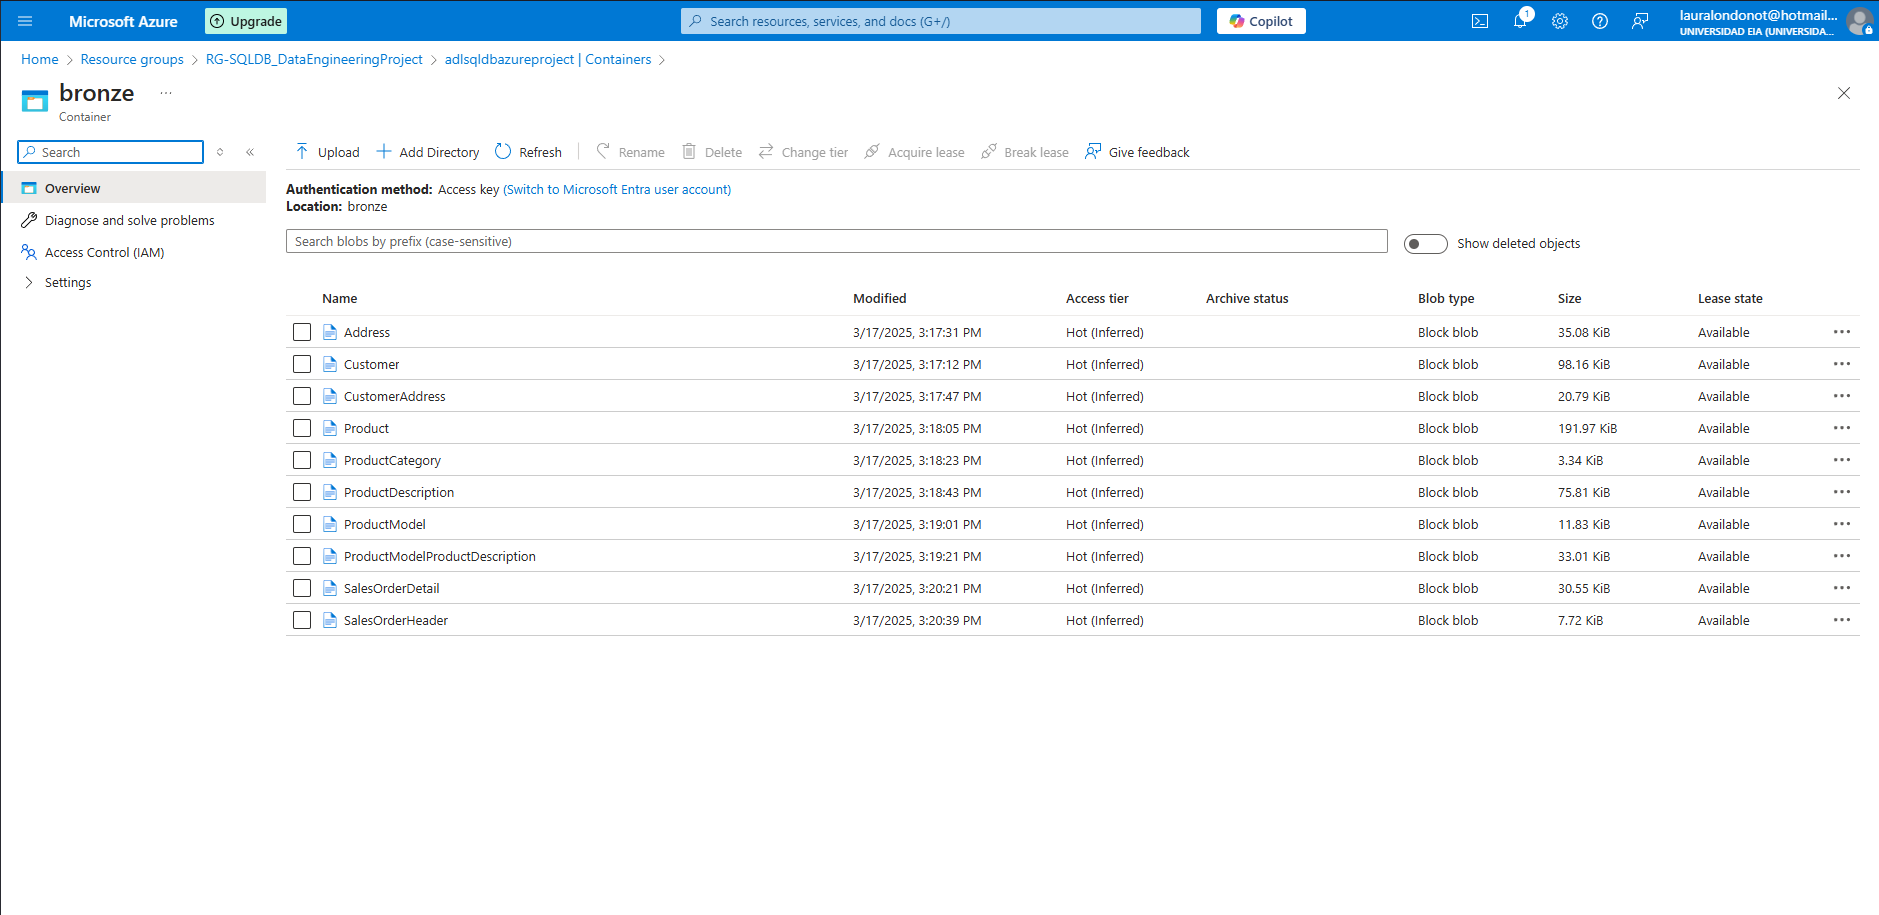 Microsoft Azure Upgrade Search resources, services, and docs (G+/) Copilot 1 lauralondonot@hotmail...
UNIVERSIDAD EIA (UNIVERSIDA...
Home > Resource groups > RG-SQLDB_DataEngineeringProject > adlsqldbazureproject | Containers >
bronze ...
Container
Search
Upload Add Directory Refresh Rename Delete Change tier Acquire lease Break lease Give feedback
Overview
Diagnose and solve problems
Access Control (IAM)
Settings
Authentication method: Access key (Switch to Microsoft Entra user account)
Location: bronze
Search blobs by prefix (case-sensitive)
Show deleted objects
Name Modified Access tier Archive status Blob type Size Lease state
Address 3/17/2025, 3:17:31 PM Hot (Inferred) Block blob 35.08 KiB Available
Customer 3/17/2025, 3:17:12 PM Hot (Inferred) Block blob 98.16 KiB Available
CustomerAddress 3/17/2025, 3:17:47 PM Hot (Inferred) Block blob 20.79 KiB Available
Product 3/17/2025, 3:18:05 PM Hot (Inferred) Block blob 191.97 KiB Available
ProductCategory 3/17/2025, 3:18:23 PM Hot (Inferred) Block blob 3.34 KiB Available
ProductDescription 3/17/2025, 3:18:43 PM Hot (Inferred) Block blob 75.81 KiB Available
ProductModel 3/17/2025, 3:19:01 PM Hot (Inferred) Block blob 11.83 KiB Available
ProductModelProductDescription 3/17/2025, 3:19:21 PM Hot (Inferred) Block blob 33.01 KiB Available
SalesOrderDetail 3/17/2025, 3:20:21 PM Hot (Inferred) Block blob 30.55 KiB Available
SalesOrderHeader 3/17/2025, 3:20:39 PM Hot (Inferred) Block blob 7.72 KiB Available